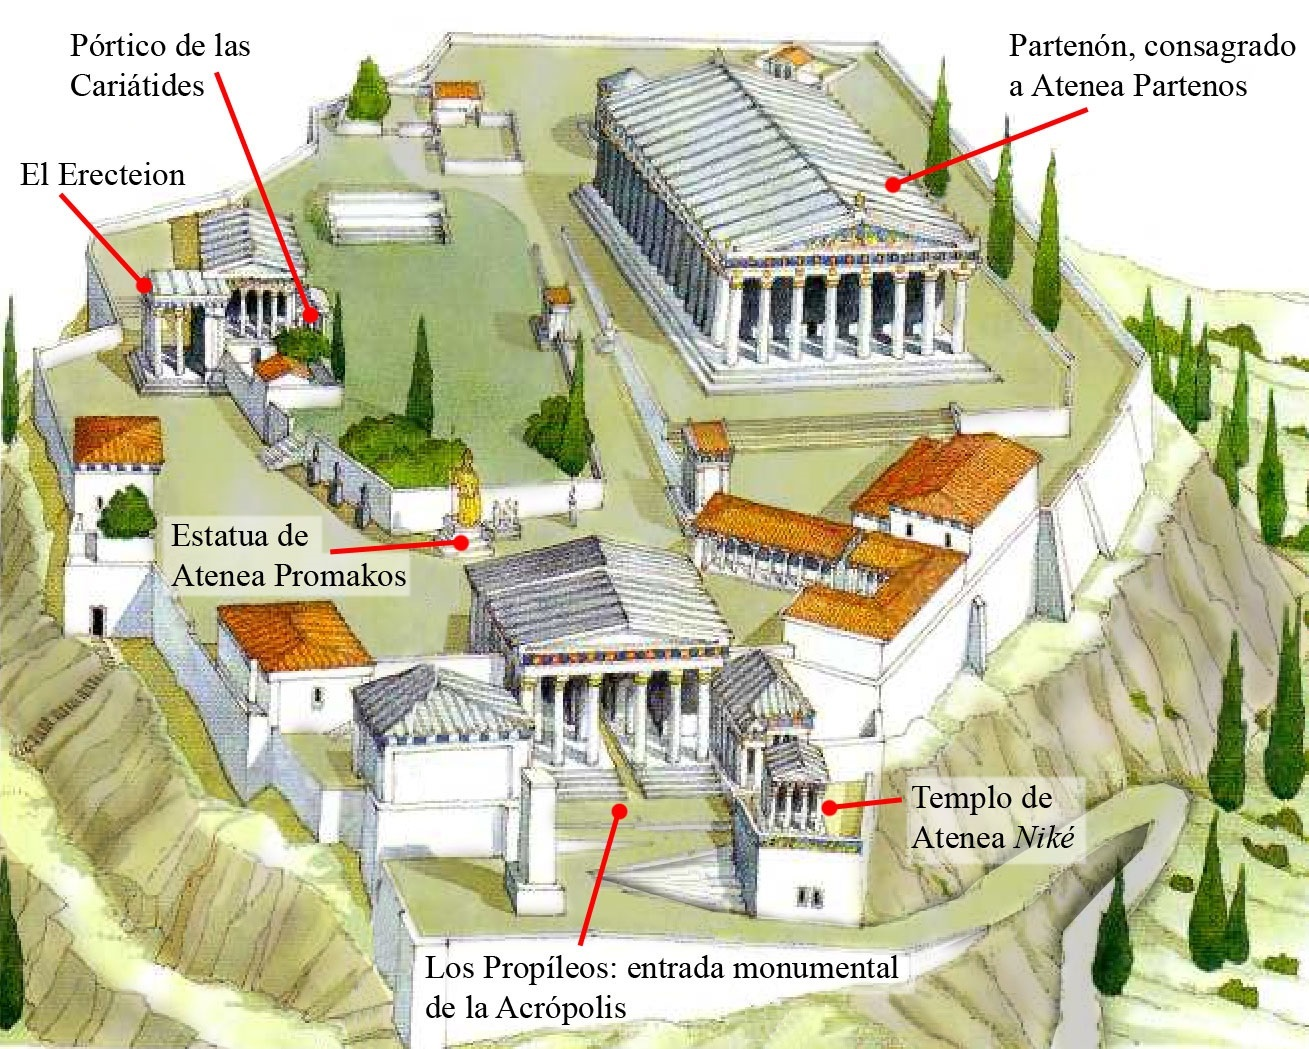 Pórtico de las
Cariátides
Partenón, consagrado
a Atenea Partenos
El Erecteion
Estatua de
Atenea Promakos
Templo de
Atenea Niké
Los Propíleos: entrada monumental
de la Acrópolis